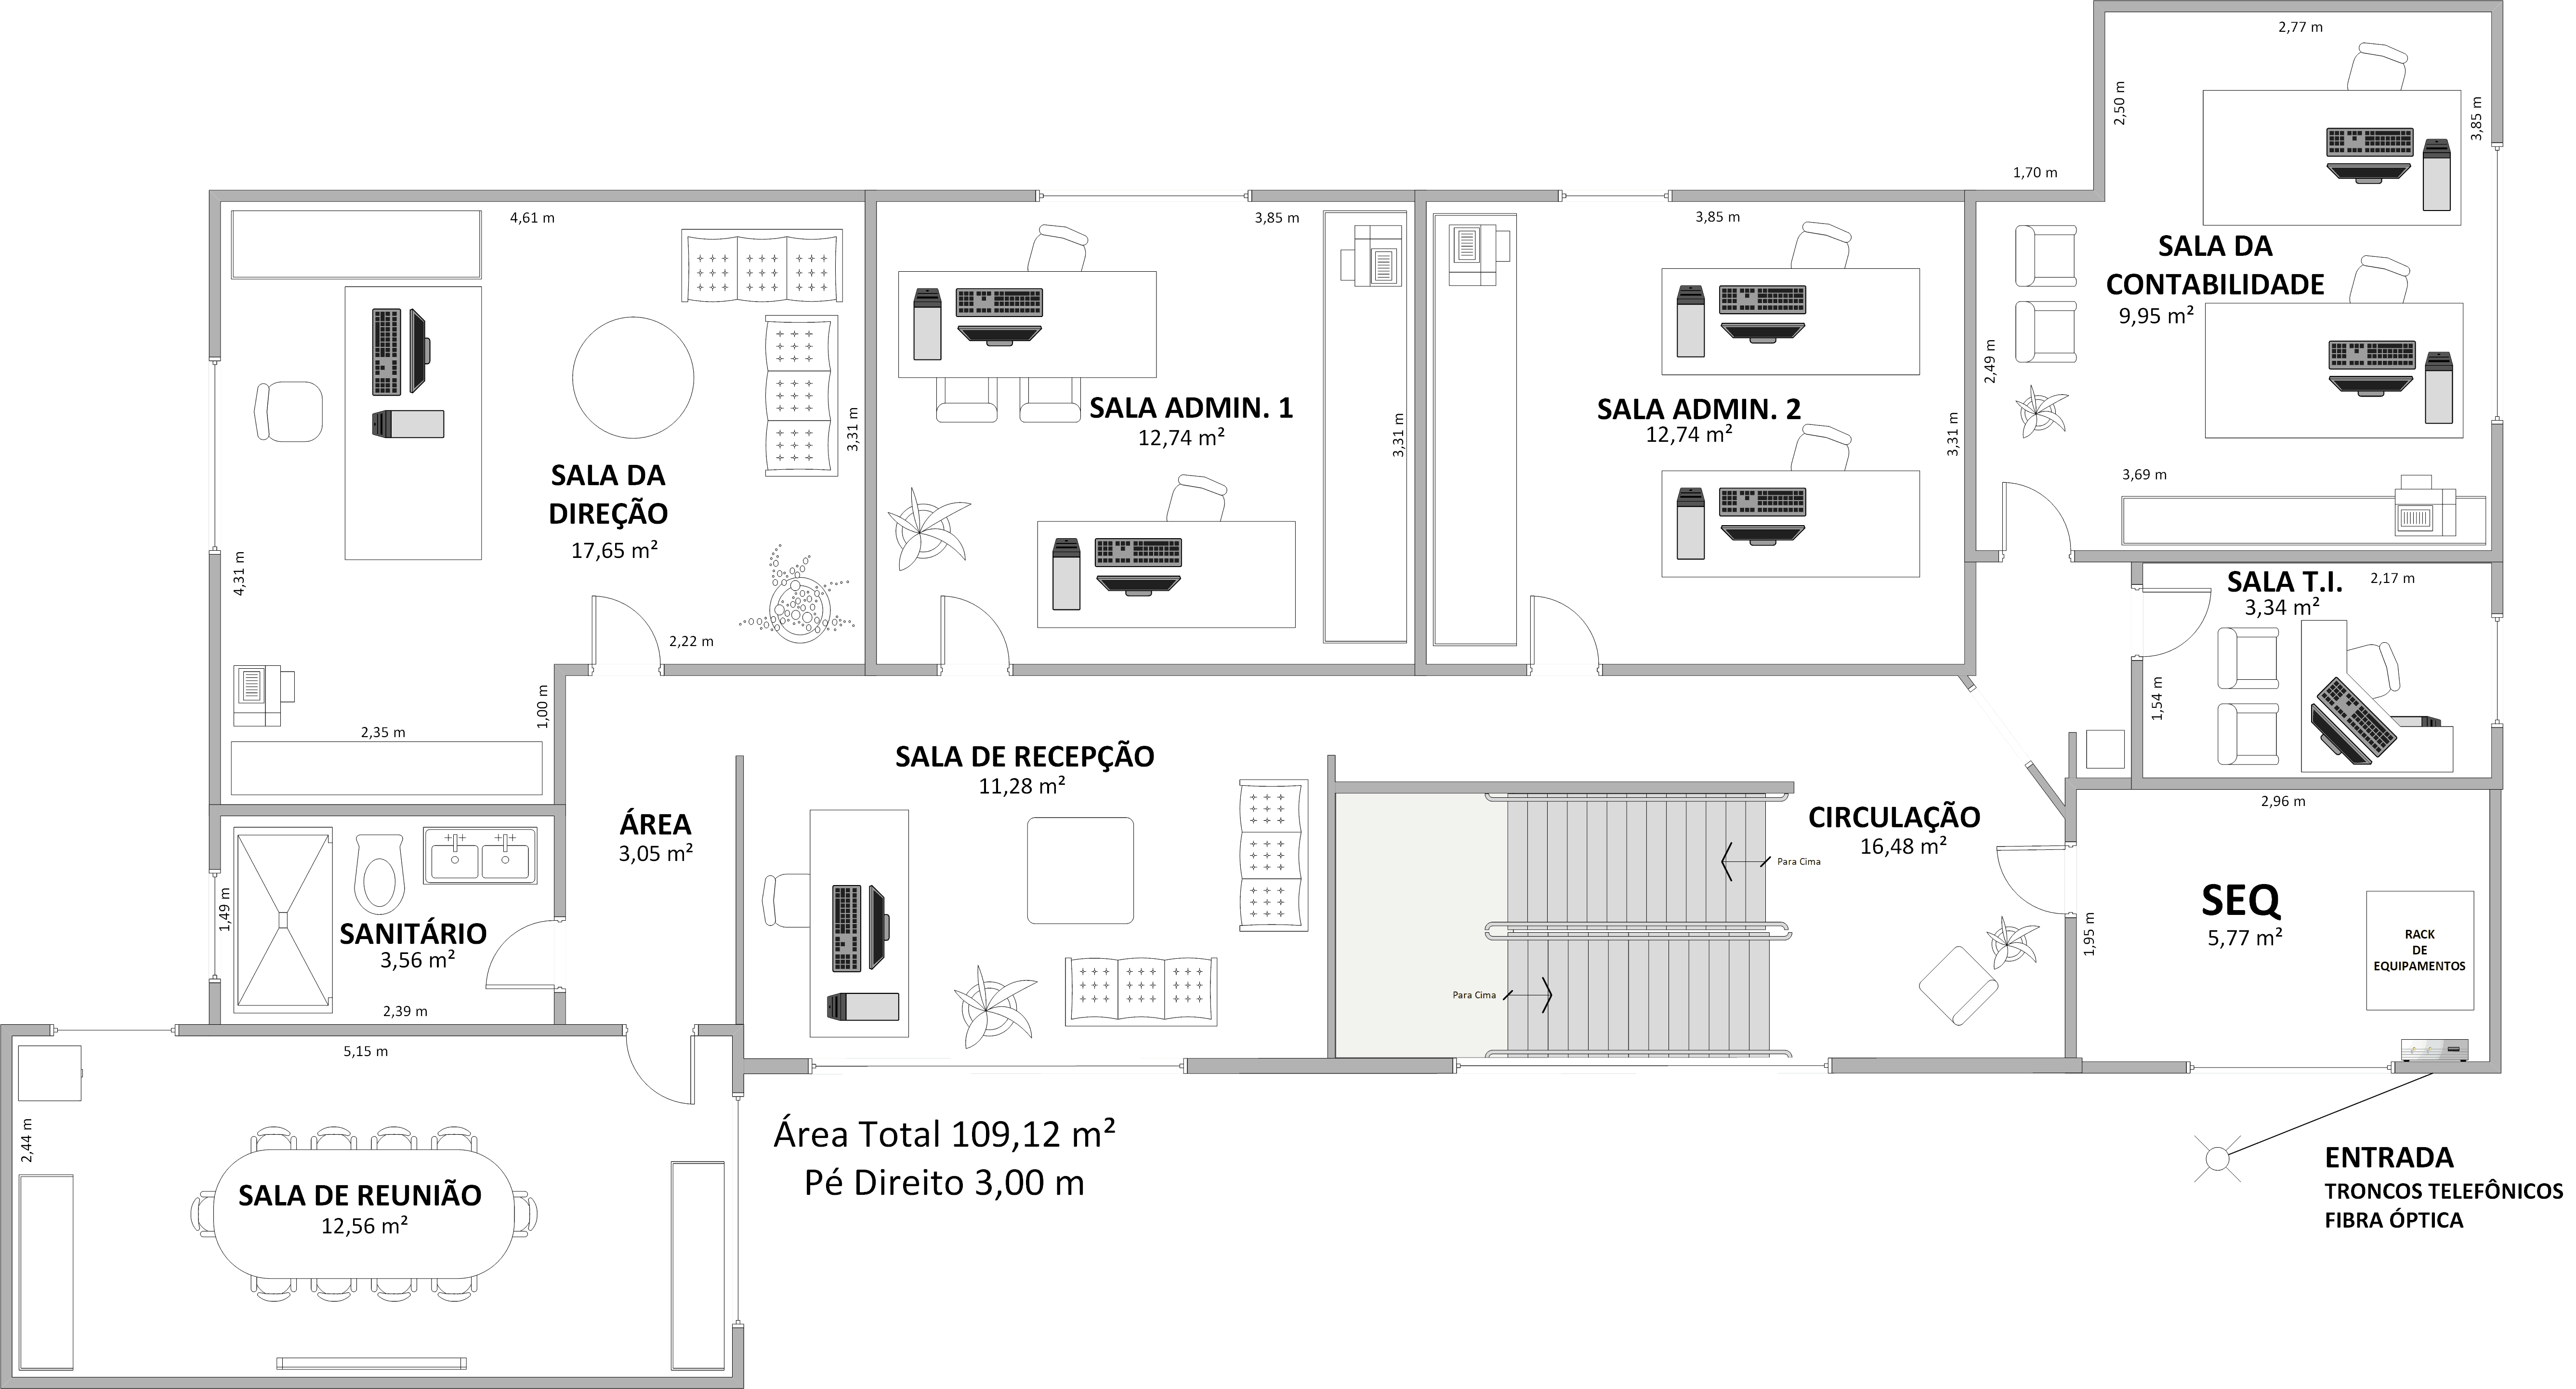 2,77 m
2,50 m
3,85 m
1,70 m
4,61 m
3,85 m
3,85 m
SALA DA
CONTABILIDADE
9,95 m²
2,49 m
3,69 m
SALA ADMIN. 1
12,74 m²
3,31 m
SALA ADMIN. 2
12,74 m²
3,31 m
3,31 m
SALA DA
DIREÇÃO
17,65 m²
4,31 m
2,22 m
1,00 m
2,35 m
SALA T.I.
2,17 m
3,34 m²
1,54 m
SALA DE RECEPÇÃO
11,28 m²
ÁREA
3,05 m²
CIRCULAÇÃO
16,48 m²
Para Cima
Para Cima
2,96 m
SEQ
5,77 m²
1,95 m
RACK
DE
EQUIPAMENTOS
1,49 m
SANITÁRIO
3,56 m²
2,39 m
5,15 m
2,44 m
SALA DE REUNIÃO
12,56 m²
Área Total 109,12 m²
Pé Direito 3,00 m
ENTRADA
TRONCOS TELEFÔNICOS
FIBRA ÓPTICA